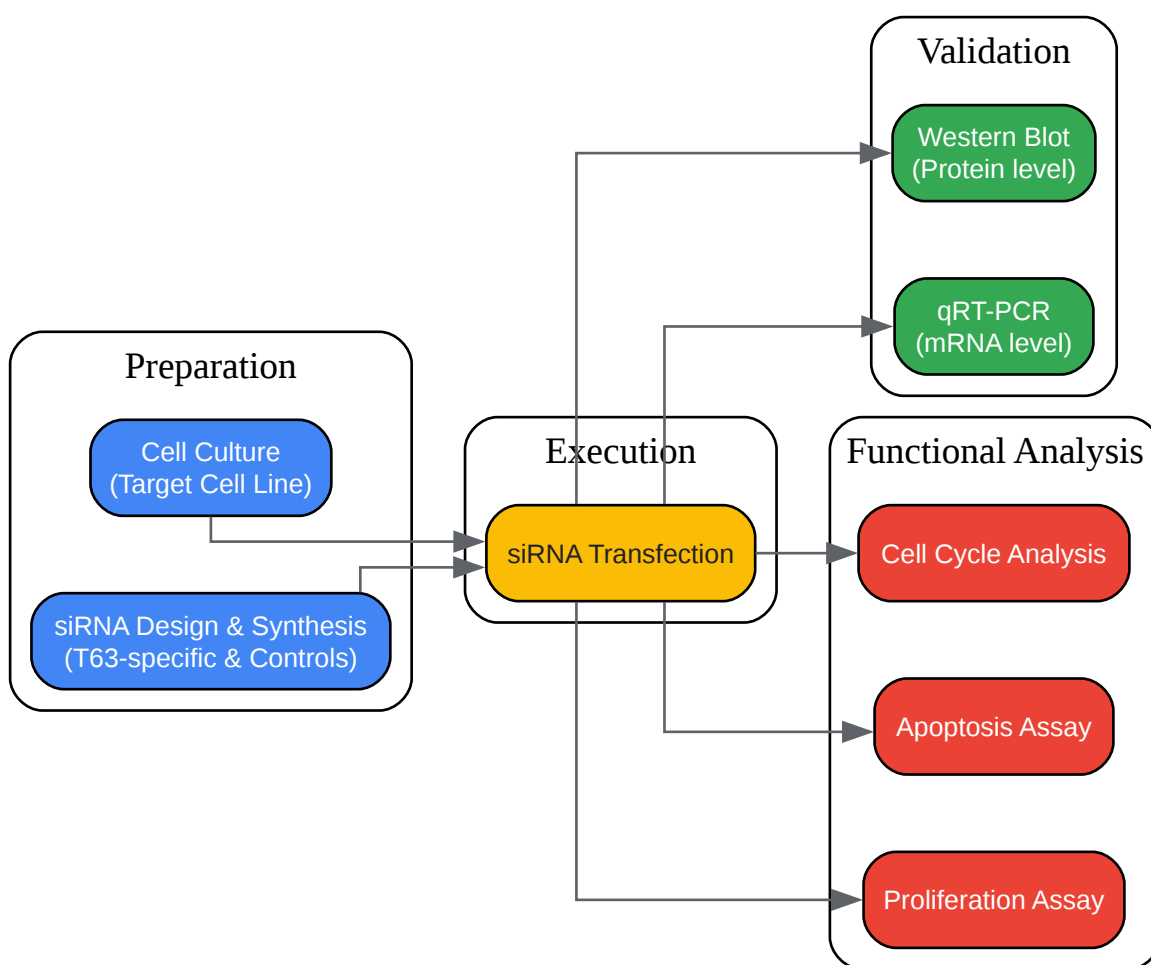 Preparation
Cell Culture
(Target Cell Line)
siRNA Design & Synthesis
(T63-specific & Controls)
Execution
siRNA Transfection
Validation
Western Blot
(Protein level)
qRT-PCR
(mRNA level)
Functional Analysis
Cell Cycle Analysis
Apoptosis Assay
Proliferation Assay